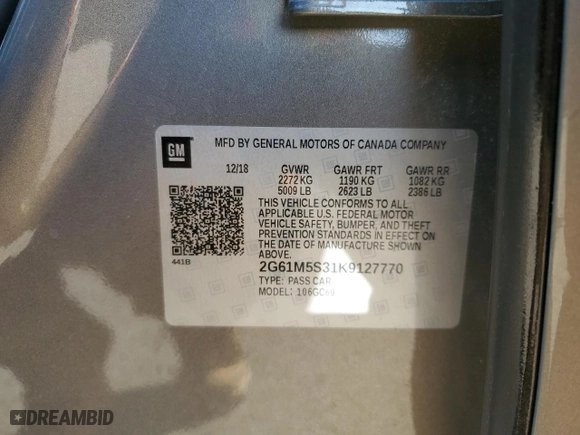 GM
MFD BY GENERAL MOTORS OF CANADA COMPANY
12/18 GVWR GAWR FRT GAWR RR
2272 KG 1190 KG 1082 KG
5009 LB 2623 LB 2386 LB
THIS VEHICLE CONFORMS TO ALL
APPLICABLE U.S. FEDERAL MOTOR
VEHICLE SAFETY, BUMPER, AND THEFT
PREVENTION STANDARDS IN EFFECT ON
THE DATE OF MANUFACTURE SHOWN
ABOVE.
441B
2G61M5S31K9127770
TYPE: PASS CAR
MODEL: 106GC69
DREAMBID